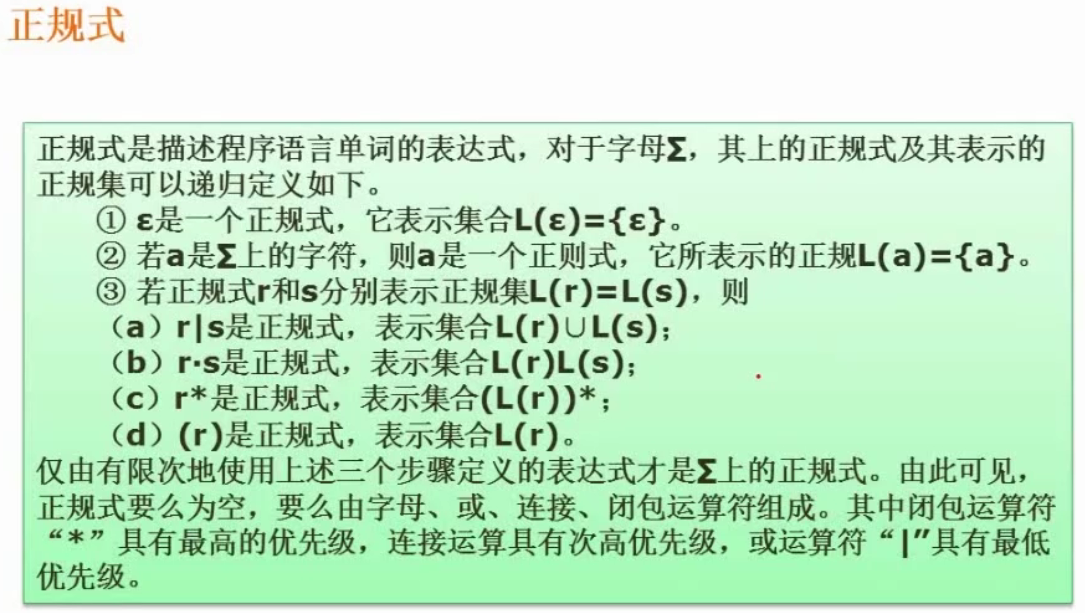 正规式
正规式是描述程序语言单词的表达式，对于字母∑，其上的正规式及其表示的
正规集可以递归定义如下。
① ε是一个正规式，它表示集合L(ε)={ε}。
② 若a是∑上的字符，则a是一个正则式，它所表示的正规L(a)={a}。
③ 若正规式r和s分别表示正规集L(r)=L(s)，则
（a）r|s是正规式，表示集合L(r)∪L(s)；
（b）r·s是正规式，表示集合L(r)L(s)；
（c）r*是正规式，表示集合(L(r))*；
（d）(r)是正规式，表示集合L(r)。
仅由有限次地使用上述三个步骤定义的表达式才是∑上的正规式。由此可见，
正规式要么为空，要么由字母、或、连接、闭包运算符组成。其中闭包运算符
“*”具有最高的优先级，连接运算具有次高优先级，或运算符“|”具有最低
优先级。